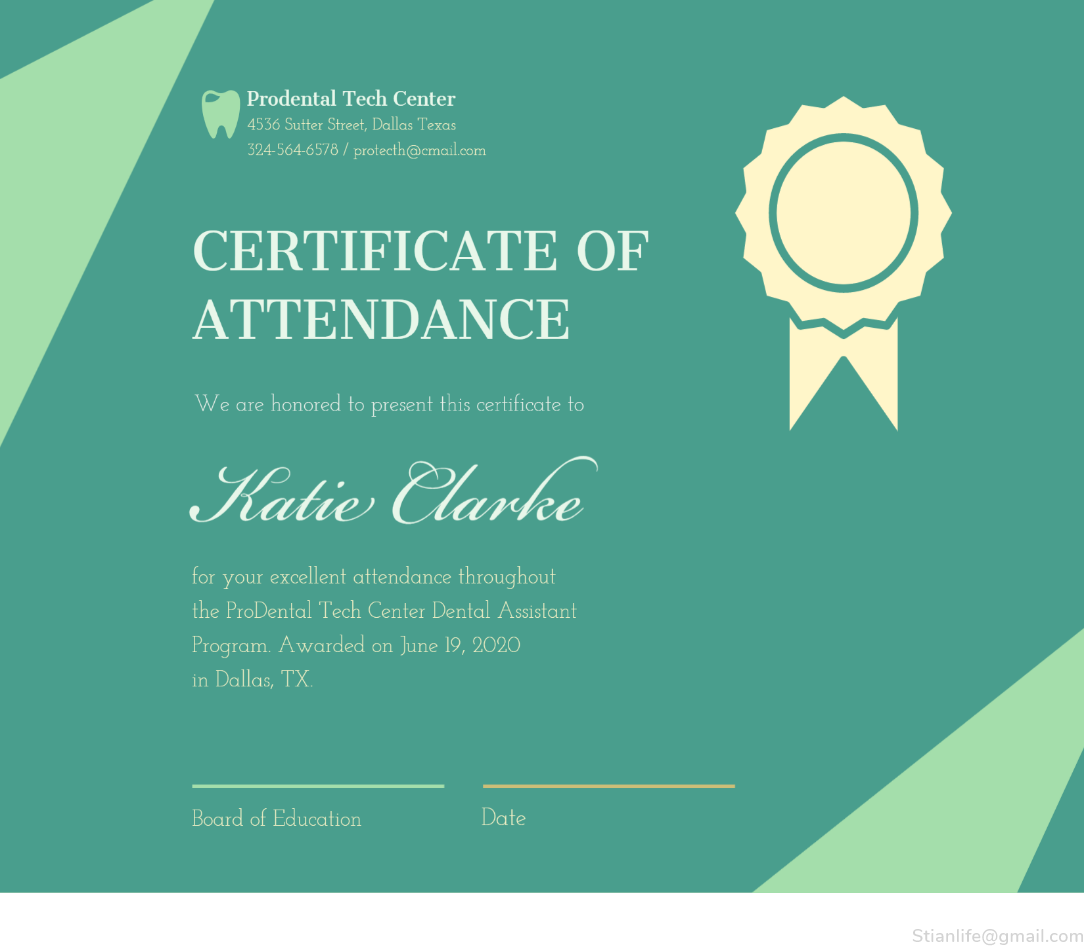 Prodental Tech Center
4536 Sutter Street, Dallas Texas
324-564-6578 / protecth@cmail.com
CERTIFICATE OF
ATTENDANCE
We are honored to present this certificate to
Katie Clarke
for your excellent attendance throughout
the ProDental Tech Center Dental Assistant
Program. Awarded on June 19, 2020
in Dallas, TX.
Board of Education
Date
Stianlife@gmail.com